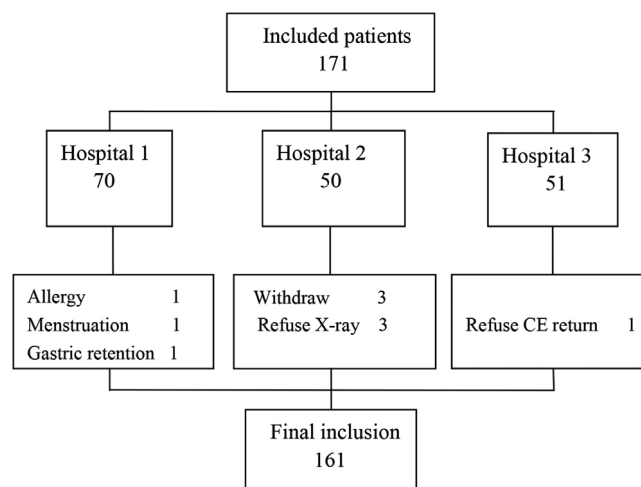 Included patients
171
Hospital 1
70
Hospital 2
50
Hospital 3
51
Allergy 1
Menstruation 1
Gastric retention 1
Withdraw 3
Refuse X-ray 3
Refuse CE return 1
Final inclusion
161